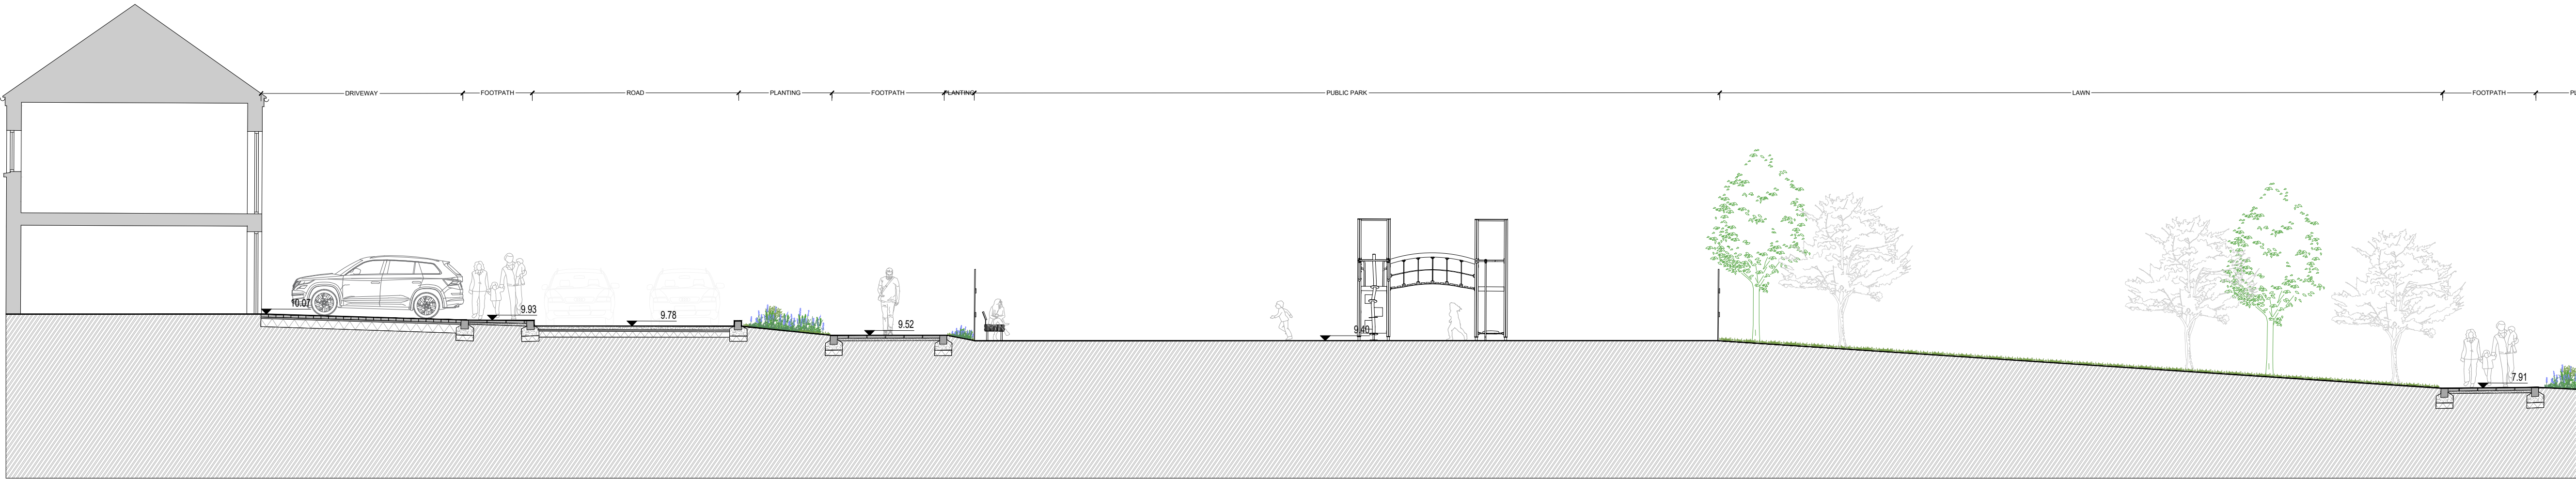 DRIVEWAY
FOOTPATH
ROAD
PLANTING
FOOTPATH
PLANTING
PUBLIC PARK
LAWN
FOOTPATH
PL
10.07
9.93
9.78
9.52
9.40
7.91